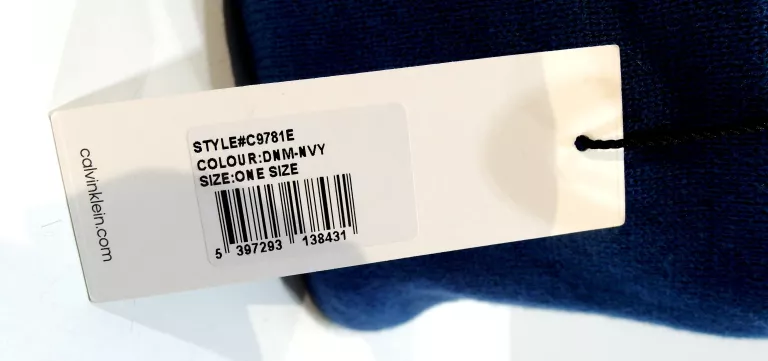 calvinklein.com
STYLE#C9781E
COLOUR:DNM-NVY
SIZE:ONE SIZE
5 397293 138431